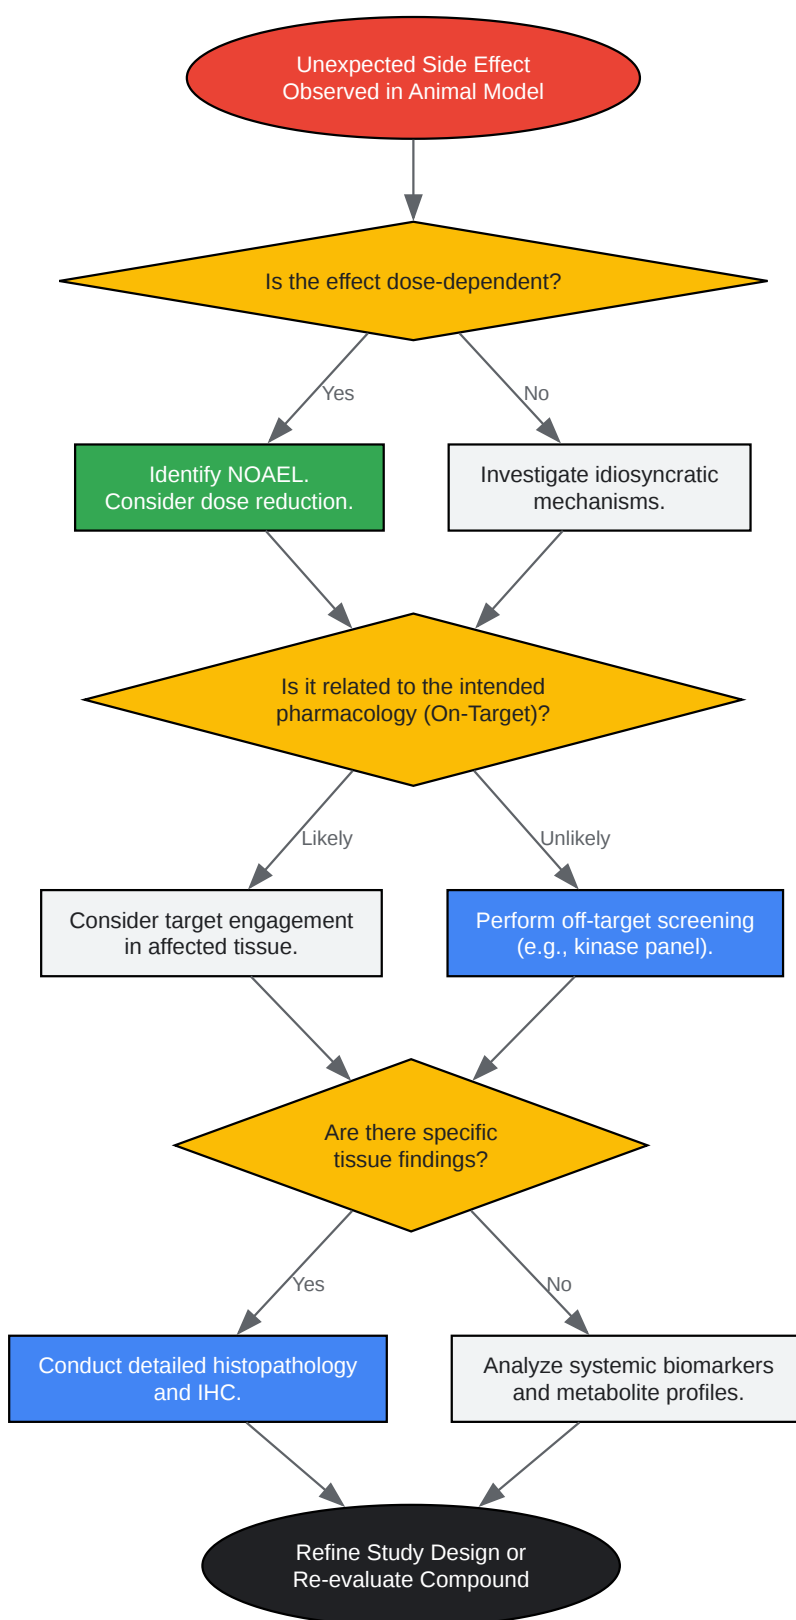 Unexpected Side Effect
Observed in Animal Model
Is the effect dose-dependent?
Yes
No
Identify NOAEL.
Consider dose reduction.
Investigate idiosyncratic
mechanisms.
Is it related to the intended
pharmacology (On-Target)?
Likely
Unlikely
Consider target engagement
in affected tissue.
Perform off-target screening
(e.g., kinase panel).
Are there specific
tissue findings?
Yes
No
Conduct detailed histopathology
and IHC.
Analyze systemic biomarkers
and metabolite profiles.
Refine Study Design or
Re-evaluate Compound